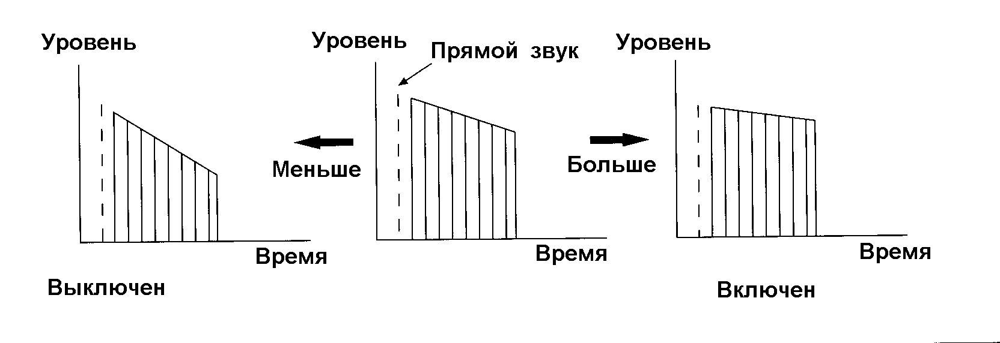 Уровень
Уровень
Прямой звук
Уровень
Меньше
Больше
Время
Время
Время
Выключен
Включен